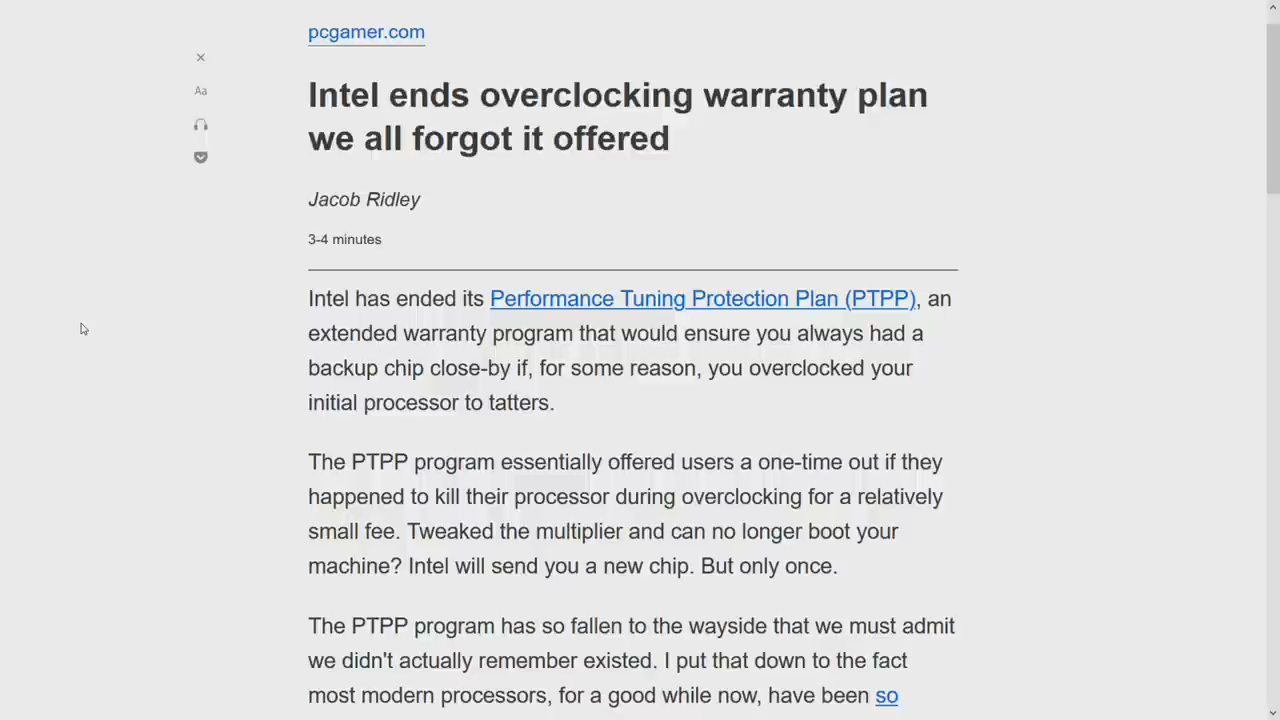 pcgamer.com
Aa
Intel ends overclocking warranty plan
we all forgot it offered
Jacob Ridley
3-4 minutes
Intel has ended its Performance Tuning Protection Plan (PTPP), an
extended warranty program that would ensure you always had a
backup chip close-by if, for some reason, you overclocked your
initial processor to tatters.
The PTPP program essentially offered users a one-time out if they
happened to kill their processor during overclocking for a relatively
small fee. Tweaked the multiplier and can no longer boot your
machine? Intel will send you a new chip. But only once.
The PTPP program has so fallen to the wayside that we must admit
we didn't actually remember existed. I put that down to the fact
most modern processors, for a good while now, have been so